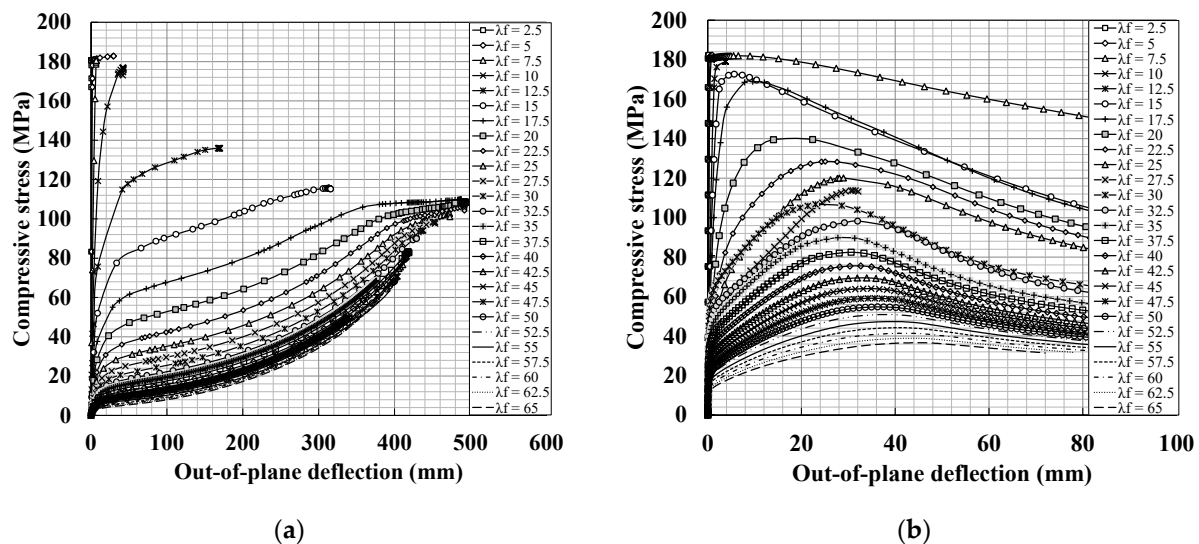 Compressive stress (MPa)
200
180
160
140
120
100
80
60
40
20
0
0 100 200 300 400 500 600
Out-of-plane deflection (mm)
λf = 2.5
λf = 5
λf = 7.5
λf = 10
λf = 12.5
λf = 15
λf = 17.5
λf = 20
λf = 22.5
λf = 25
λf = 27.5
λf = 30
λf = 32.5
λf = 35
λf = 37.5
λf = 40
λf = 42.5
λf = 45
λf = 47.5
λf = 50
λf = 52.5
λf = 55
λf = 57.5
λf = 60
λf = 62.5
λf = 65
(a)
Compressive stress (MPa)
200
180
160
140
120
100
80
60
40
20
0
0 20 40 60 80 100
Out-of-plane deflection (mm)
λf = 2.5
λf = 5
λf = 7.5
λf = 10
λf = 12.5
λf = 15
λf = 17.5
λf = 20
λf = 22.5
λf = 25
λf = 27.5
λf = 30
λf = 32.5
λf = 35
λf = 37.5
λf = 40
λf = 42.5
λf = 45
λf = 47.5
λf = 50
λf = 52.5
λf = 55
λf = 57.5
λf = 60
λf = 62.5
λf = 65
(b)